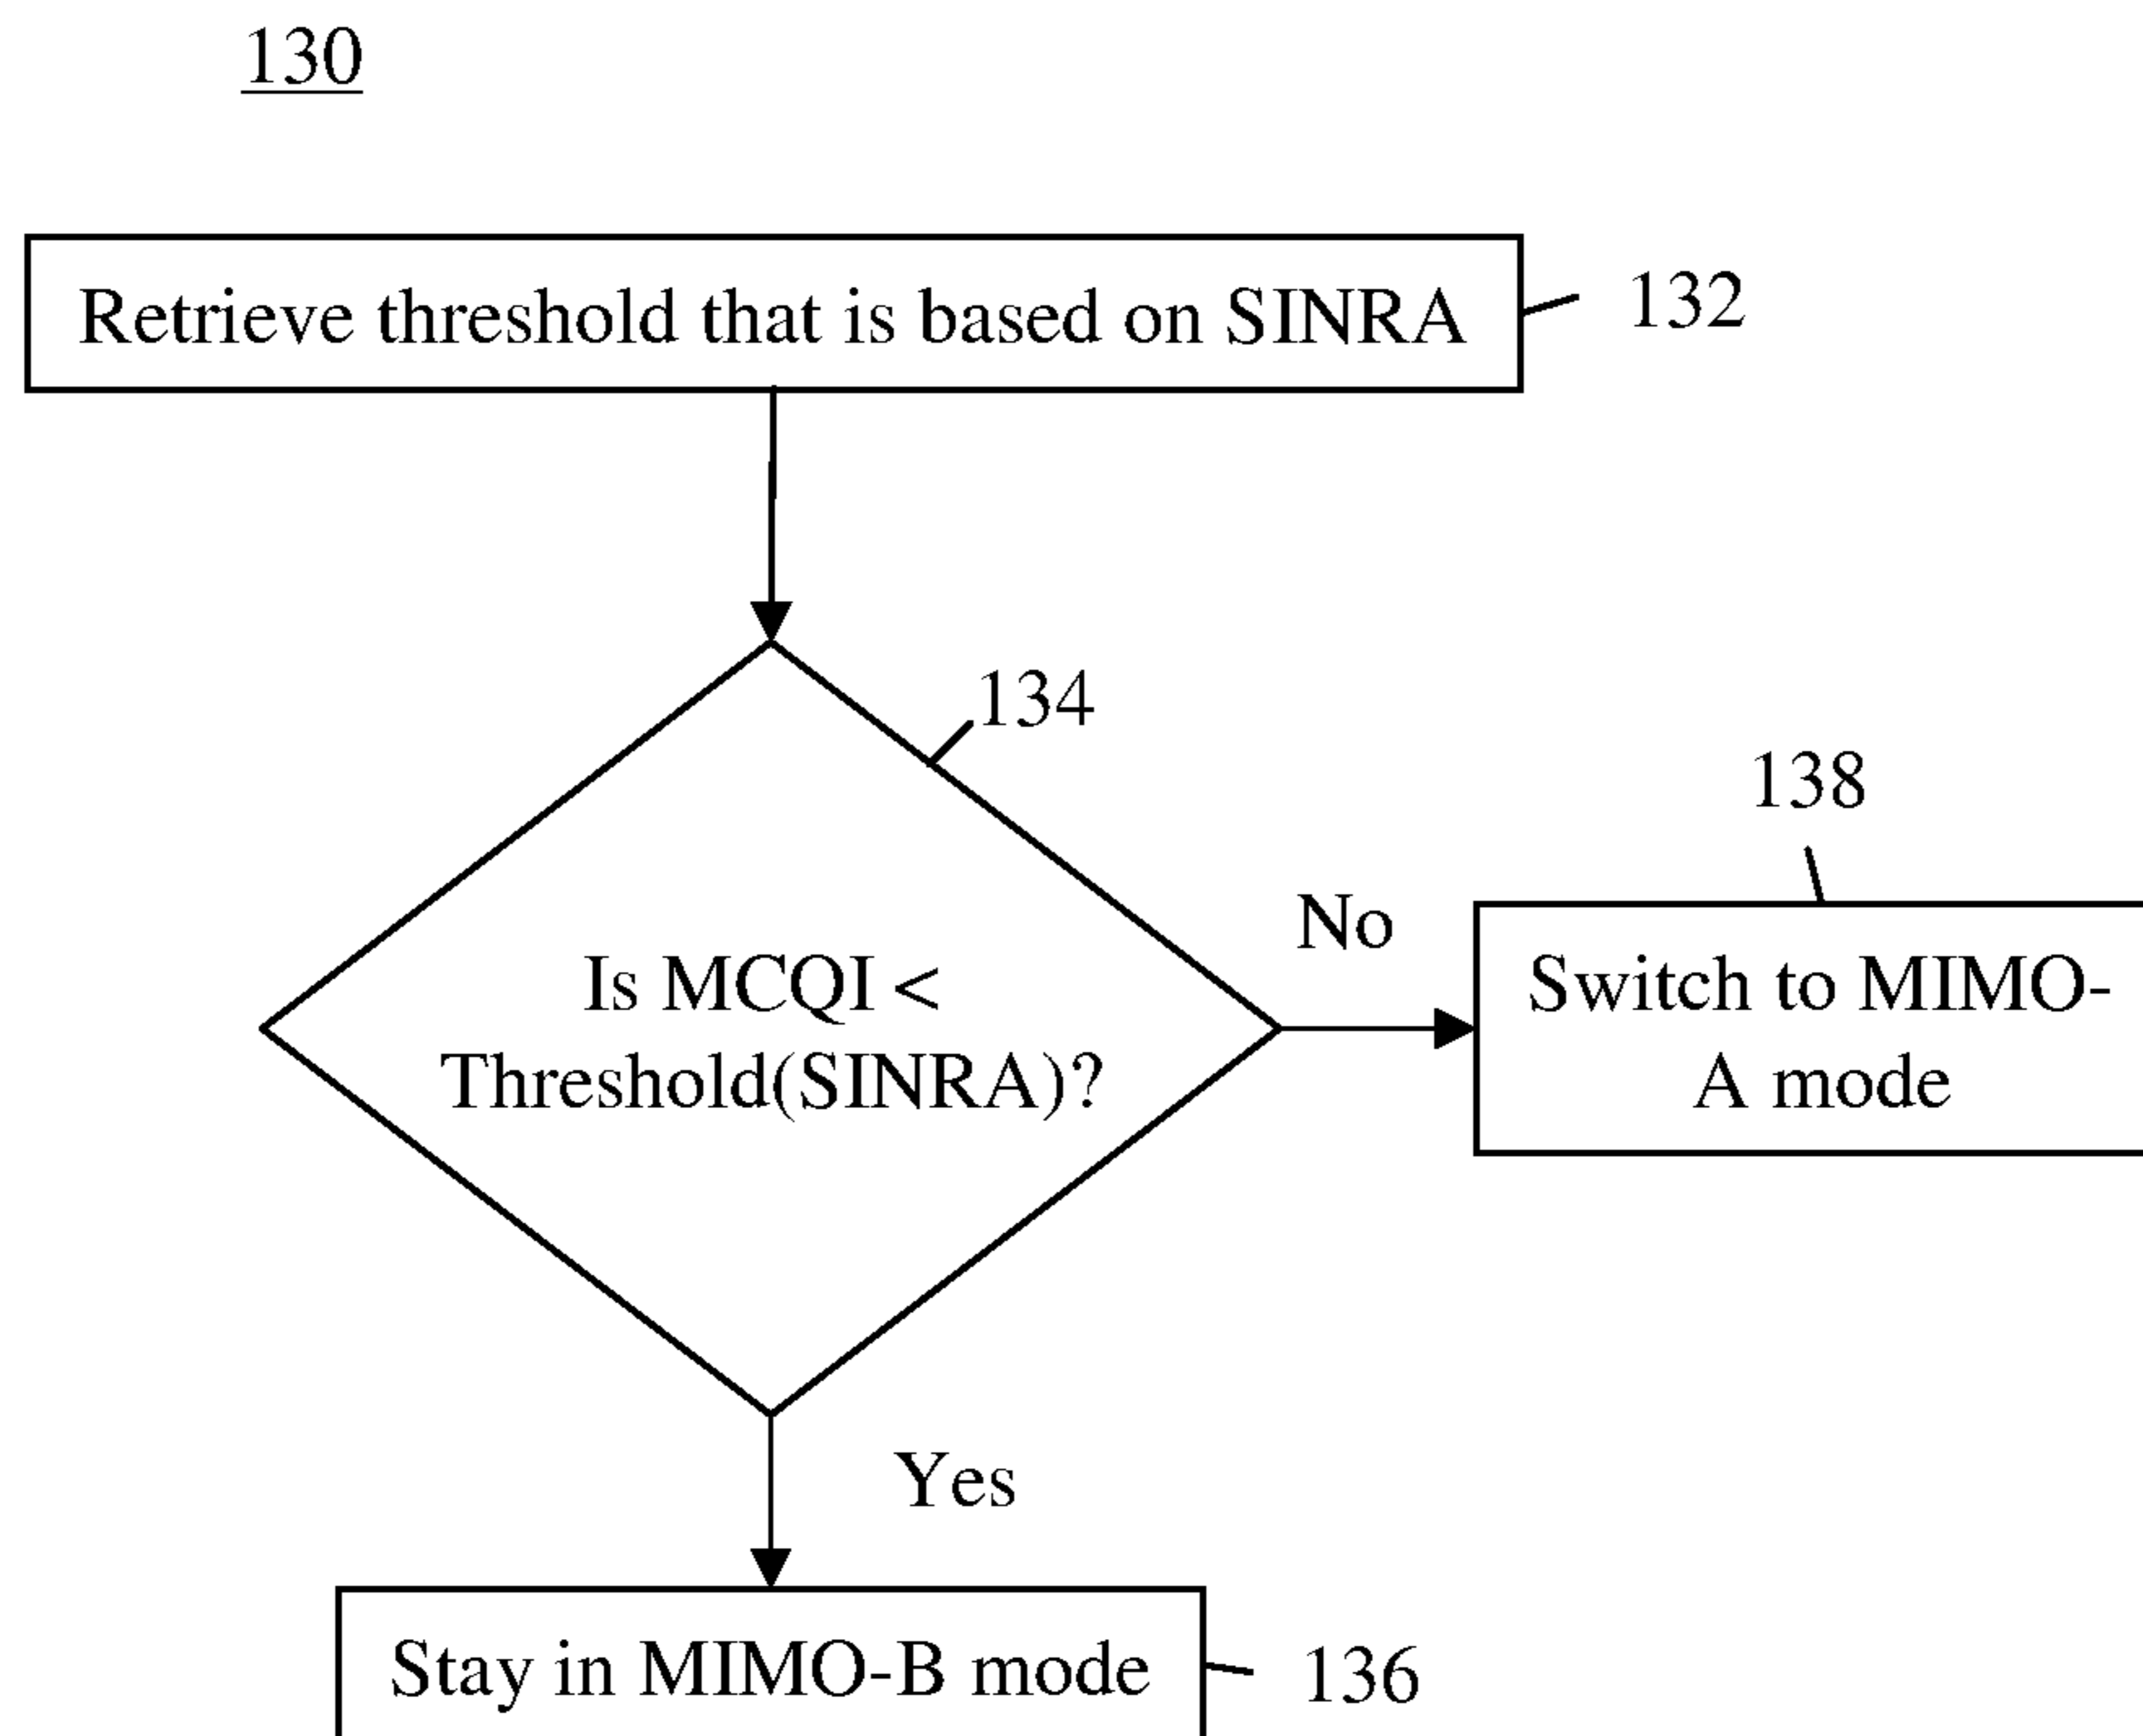 130
Retrieve threshold that is based on SINRA
132
134
Is MCQI <
Threshold(SINRA)?
No
138
Switch to MIMO-
A mode
Yes
Stay in MIMO-B mode
136